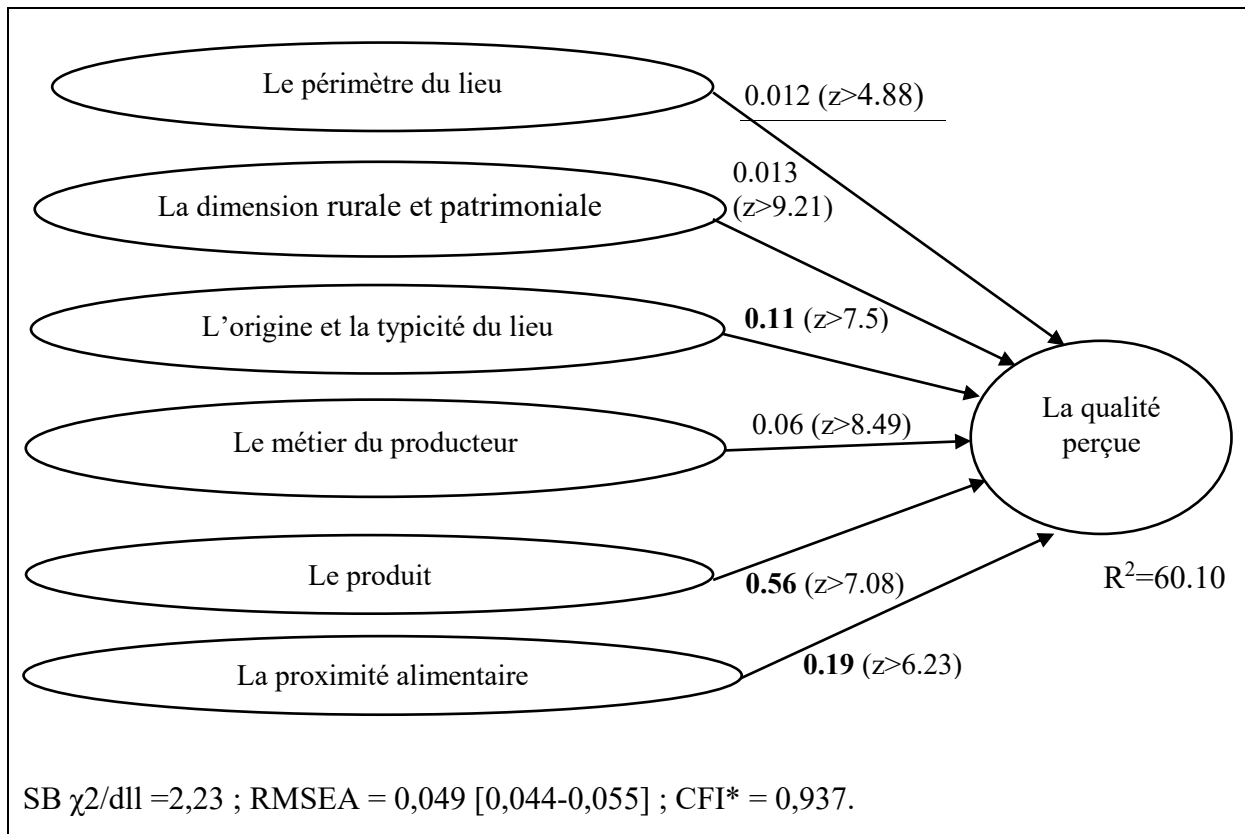 Le périmètre du lieu
0.012 (z>4.88)
La dimension rurale et patrimoniale
0.013
(z>9.21)
L’origine et la typicité du lieu
0.11 (z>7.5)
Le métier du producteur
0.06 (z>8.49)
La qualité
perçue
Le produit
0.56 (z>7.08)
R²=60.10
La proximité alimentaire
0.19 (z>6.23)
SB χ2/dll =2,23 ; RMSEA = 0,049 [0,044-0,055] ; CFI* = 0,937.